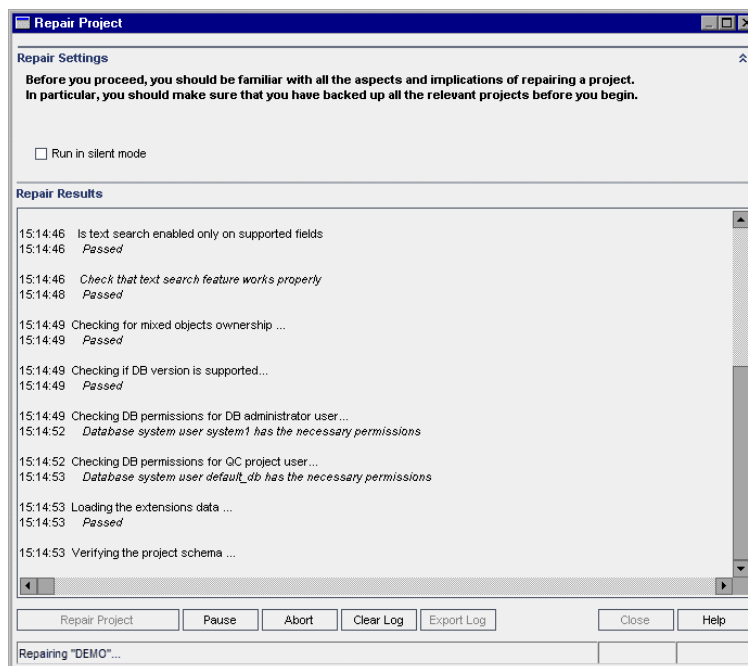 Repair Project
Repair Settings
Before you proceed, you should be familiar with all the aspects and implications of repairing a project.
In particular, you should make sure that you have backed up all the relevant projects before you begin.
Run in silent mode
Repair Results
15:14:46 Is text search enabled only on supported fields
15:14:46 Passed
15:14:46 Check that text search feature works properly
15:14:48 Passed
15:14:49 Checking for mixed objects ownership ...
15:14:49 Passed
15:14:49 Checking if DB version is supported...
15:14:49 Passed
15:14:49 Checking DB permissions for DB administrator user...
15:14:52 Database system user system1 has the necessary permissions
15:14:52 Checking DB permissions for QC project user...
15:14:53 Database system user default_db has the necessary permissions
15:14:53 Loading the extensions data ...
15:14:53 Passed
15:14:53 Verifying the project schema ...
Repair Project Pause Abort Clear Log Export Log Close Help
Repairing "DEMO"...